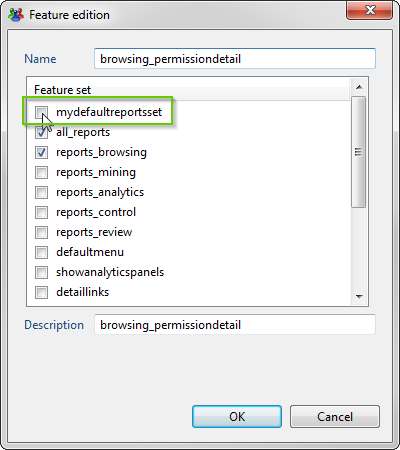 Feature edition
Name browsing_permissiondetail
Feature set
mydefaultreportsset
all_reports
reports_browsing
reports_mining
reports_analytics
reports_control
reports_review
defaultmenu
showanalyticspanels
detaillinks
Description browsing_permissiondetail
OK Cancel